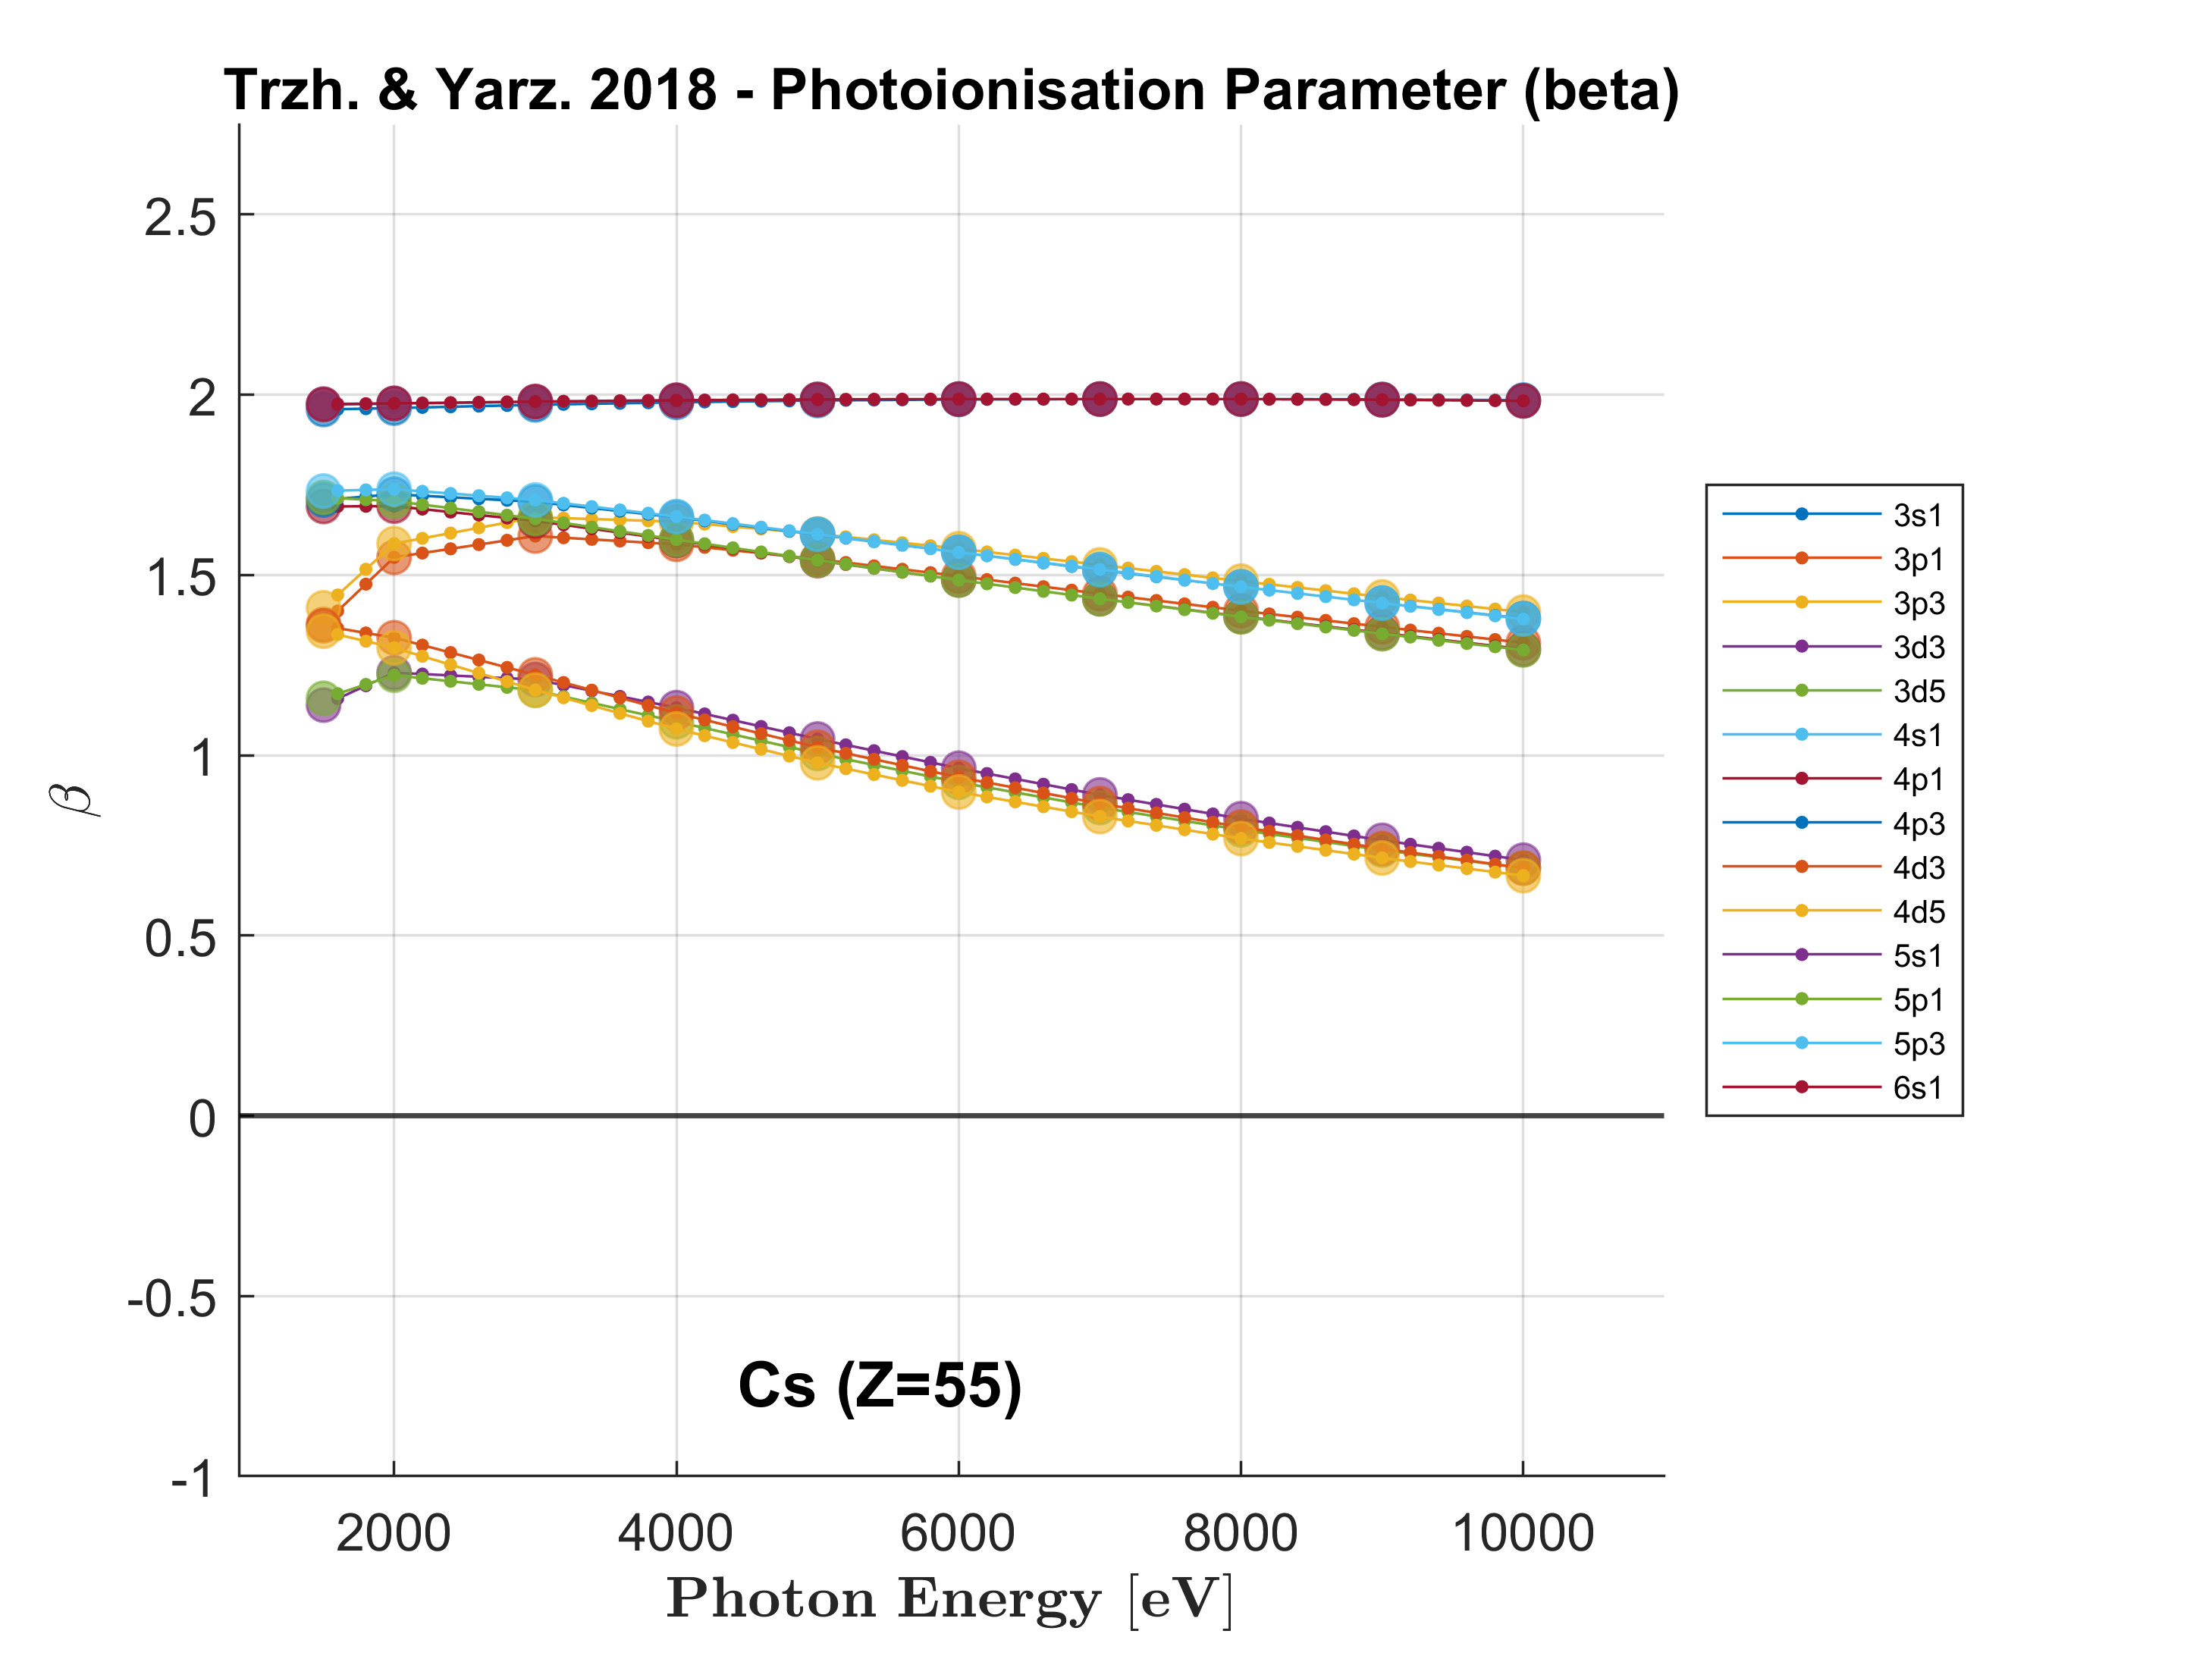 Trzh. & Yarz. 2018 - Photoionisation Parameter (beta)
2.5
2
1.5
1
0.5
0
-0.5
-1
β
2000 4000 6000 8000 10000
Photon Energy [eV]
Cs (Z=55)
3s1
3p1
3p3
3d3
3d5
4s1
4p1
4p3
4d3
4d5
5s1
5p1
5p3
6s1